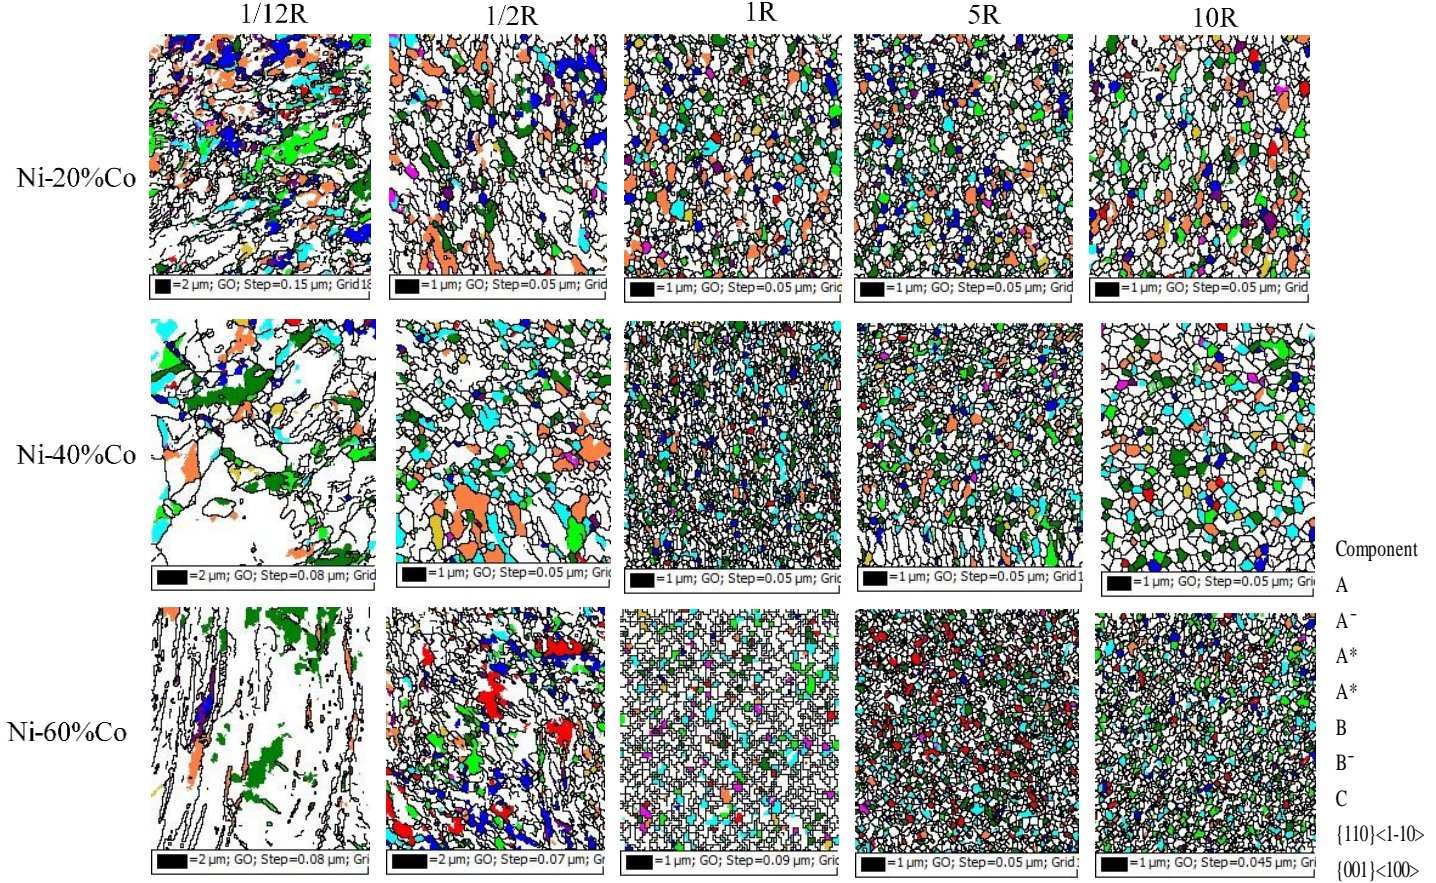 1/12R 1/2R 1R 5R 10R
Ni-20%Co
=2 µm; GO; Step=0.15 µm; Grid18
=1 µm; GO; Step=0.05 µm; Grid
=1 µm; GO; Step=0.05 µm; Grid
=1 µm; GO; Step=0.05 µm; Grid
=1 µm; GO; Step=0.05 µm; Grid
Ni-40%Co
=2 µm; GO; Step=0.08 µm; Grid
=1 µm; GO; Step=0.05 µm; Grid
=1 µm; GO; Step=0.05 µm; Grid
=1 µm; GO; Step=0.05 µm; Grid1
=1 µm; GO; Step=0.05 µm; Grid
Ni-60%Co
=2 µm; GO; Step=0.08 µm; Gri
=2 µm; GO; Step=0.07 µm; Gr
=1 µm; GO; Step=0.09 µm; Grid
=1 µm; GO; Step=0.05 µm; Grid1
=1 µm; GO; Step=0.045 µm; Gri
Component
A
A⁻
A*
A*
B
B⁻
C
{110}<1-10>
{001}<100>